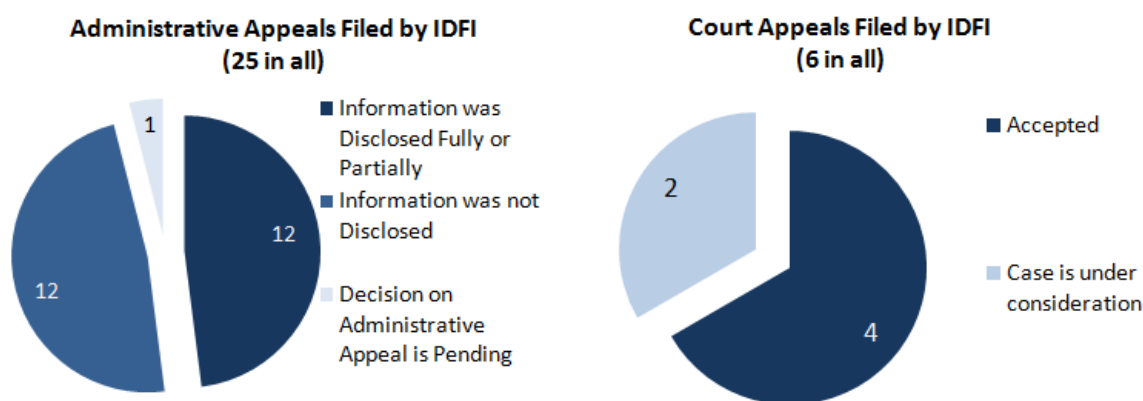 Administrative Appeals Filed by IDFI
(25 in all)
1
12
12
Information was
Disclosed Fully or
Partially
Information was not
Disclosed
Decision on
Administrative
Appeal is Pending
Court Appeals Filed by IDFI
(6 in all)
2
4
Accepted
Case is under
consideration